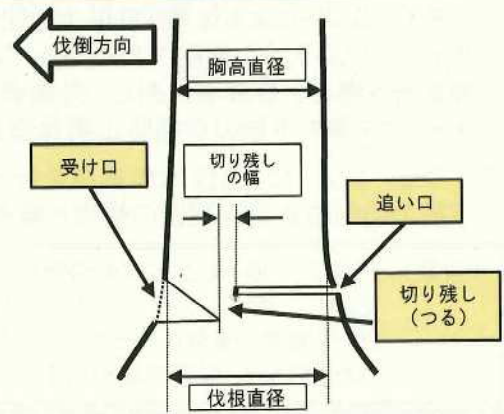 伐倒方向
胸高直径
切り残し
の幅
受け口
追い口
切り残し
(つる)
伐根直径